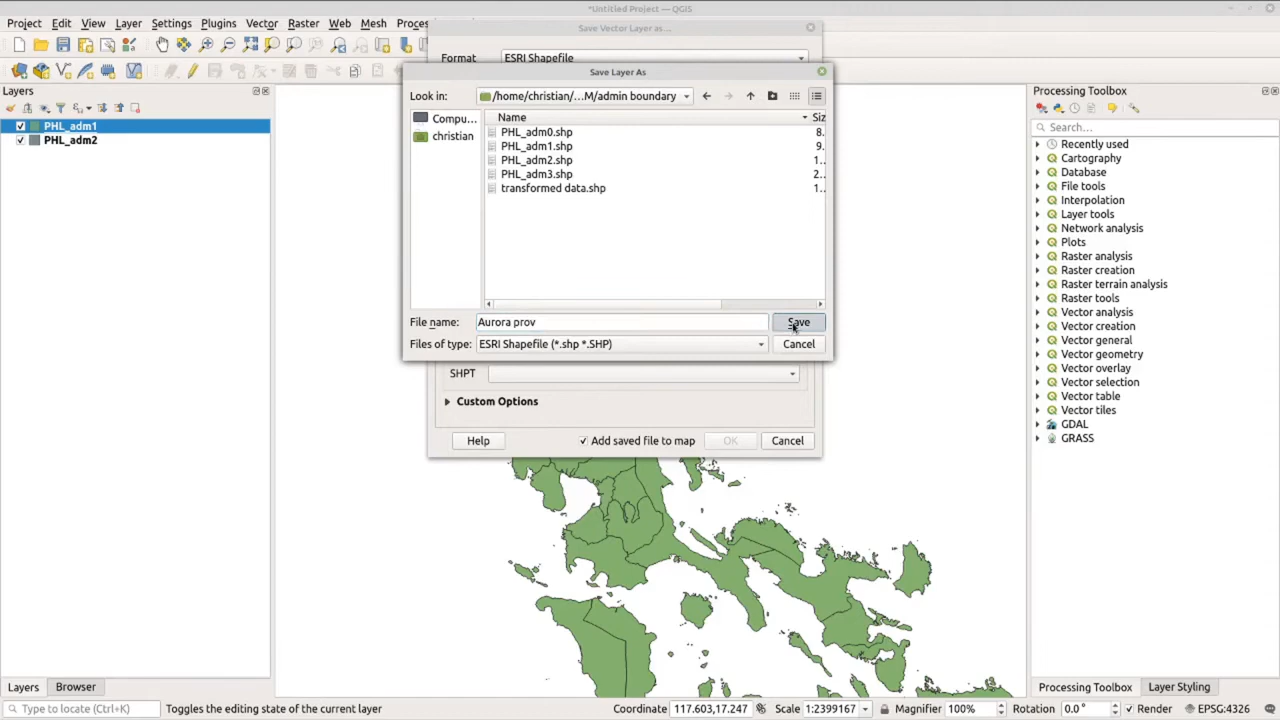 *Untitled Project — QGIS
Project Edit View Layer Settings Plugins Vector Raster Web Mesh Proces
Save Vector Layer as...
Format ESRI Shapefile
Save Layer As
Layers
Look in: /home/christian/...M/admin boundary
Processing Toolbox
Compu...
christian
Name Siz
PHL_adm0.shp 8.
PHL_adm1.shp 9.
PHL_adm2.shp 1..
PHL_adm3.shp 2..
transformed data.shp 1..
PHL_adm1
PHL_adm2
Search...
Recently used
Cartography
Database
File tools
Interpolation
Layer tools
Network analysis
Plots
Raster analysis
Raster creation
Raster terrain analysis
Raster tools
Vector analysis
Vector creation
Vector general
Vector geometry
Vector overlay
Vector selection
Vector table
Vector tiles
GDAL
GRASS
File name: Aurora prov Save
Files of type: ESRI Shapefile (*.shp *.SHP) Cancel
SHPT
Custom Options
Help Add saved file to map OK Cancel
Layers Browser
Processing Toolbox Layer Styling
Type to locate (Ctrl+K) Toggles the editing state of the current layer Coordinate 117.603,17.247 Scale 1:2399167 Magnifier 100% Rotation 0.0° Render EPSG:4326